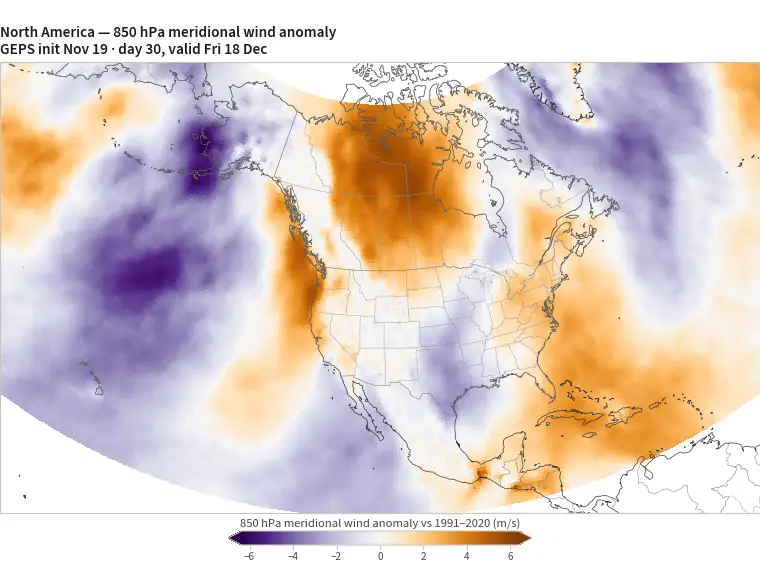 North America — 850 hPa meridional wind anomaly
GEPS init Nov 19 · day 30, valid Fri 18 Dec
850 hPa meridional wind anomaly vs 1991–2020 (m/s)
−6 −4 −2 0 2 4 6